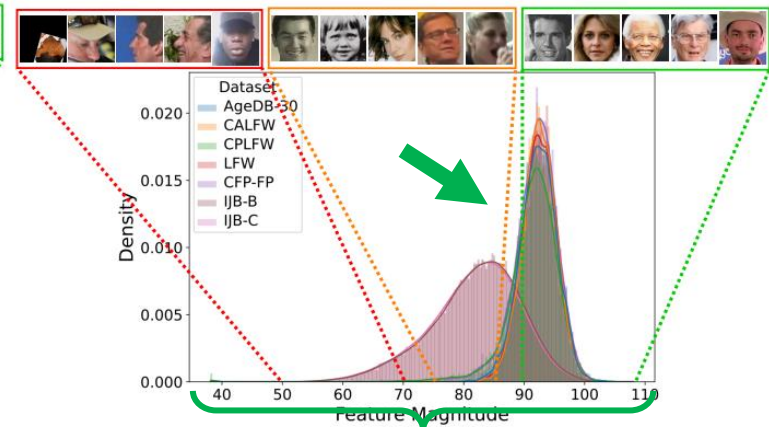 Dataset
AgeDB-30
CALFW
CPLFW
LFW
CFP-FP
IJB-B
IJB-C
Density
0.020
0.015
0.010
0.005
0.000
40 50 60 70 80 90 100 110
Feature Magnitude